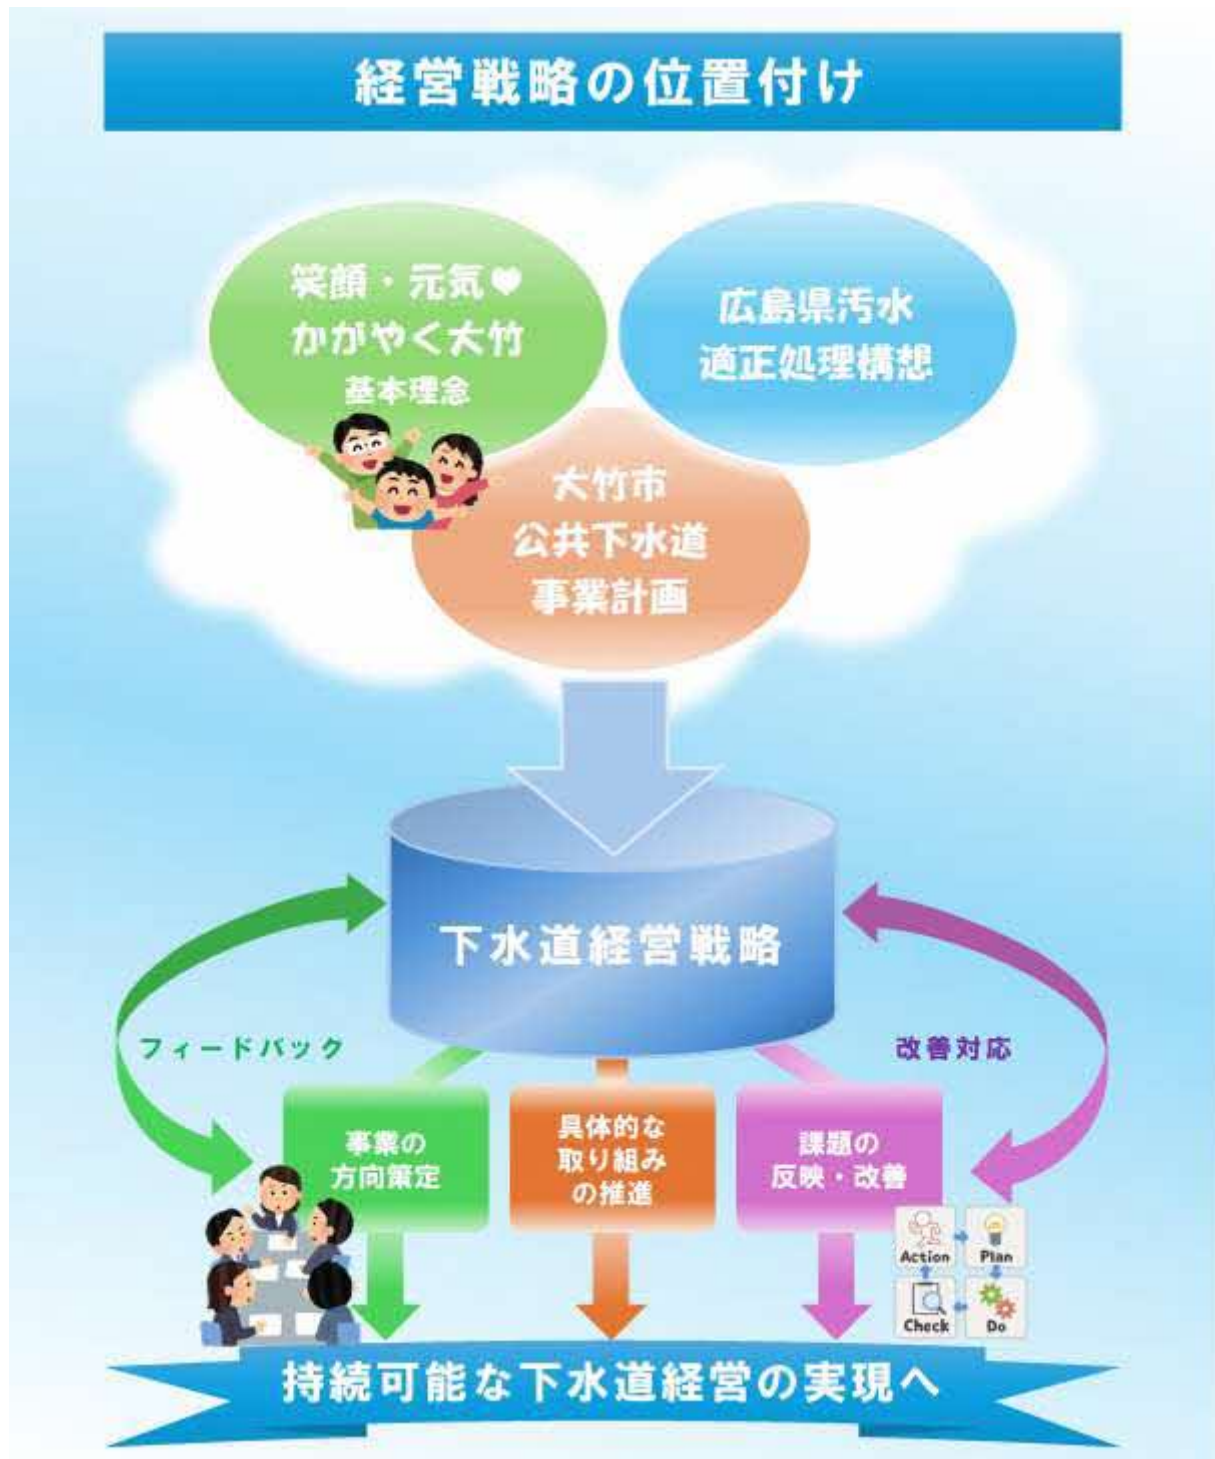 経営戦略の位置付け
笑顔・元気♥
かがやく大竹
基本理念
広島県汚水
適正処理構想
大竹市
公共下水道
事業計画
下水道経営戦略
フィードバック
改善対応
事業の
方向策定
具体的な
取り組み
の推進
課題の
反映・改善
Action
Plan
Check
Do
持続可能な下水道経営の実現へ